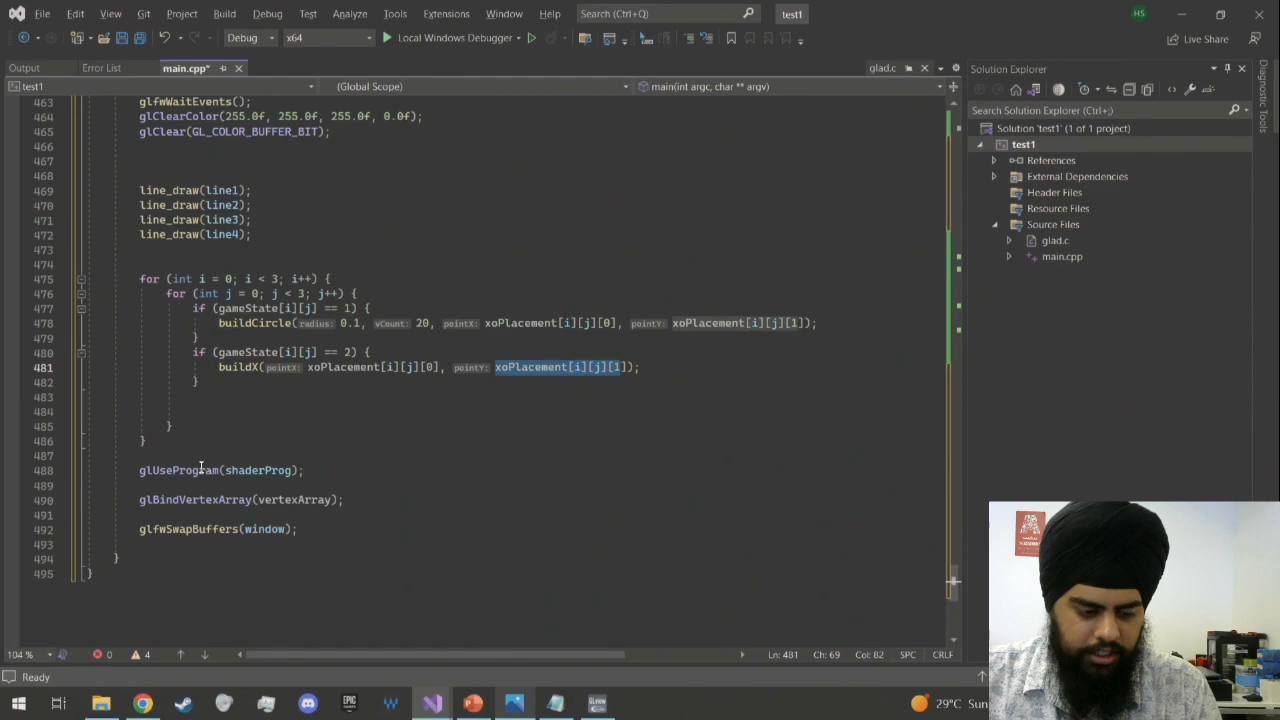 File Edit View Git Project Build Debug Test Analyze Tools Extensions Window Help Search (Ctrl+Q) test1 HS
Debug x64 Local Windows Debugger Live Share
Output Error List main.cpp* glad.c
test1 (Global Scope) main(int argc, char ** argv)
463 glfwWaitEvents();
464 glClearColor(255.0f, 255.0f, 255.0f, 0.0f);
465 glClear(GL_COLOR_BUFFER_BIT);
466
467
468
469 line_draw(line1);
470 line_draw(line2);
471 line_draw(line3);
472 line_draw(line4);
473
474
475 for (int i = 0; i < 3; i++) {
476 for (int j = 0; j < 3; j++) {
477 if (gameState[i][j] == 1) {
478 buildCircle(radius: 0.1, vCount: 20, pointX: xoPlacement[i][j][0], pointY: xoPlacement[i][j][1]);
479 }
480 if (gameState[i][j] == 2) {
481 buildX(pointX: xoPlacement[i][j][0], pointY: xoPlacement[i][j][1]);
482 }
483
484
485 }
486 }
487
488 glUseProgram(shaderProg);
489
490 glBindVertexArray(vertexArray);
491
492 glfwSwapBuffers(window);
493
494 }
495 }
104 % 0 4 Ln: 481 Ch: 69 Col: 82 SPC CRLF
Ready
Solution Explorer
Search Solution Explorer (Ctrl+;)
Solution 'test1' (1 of 1 project)
test1
References
External Dependencies
Header Files
Resource Files
Source Files
glad.c
main.cpp
Diagnostic Tools
29°C Sun